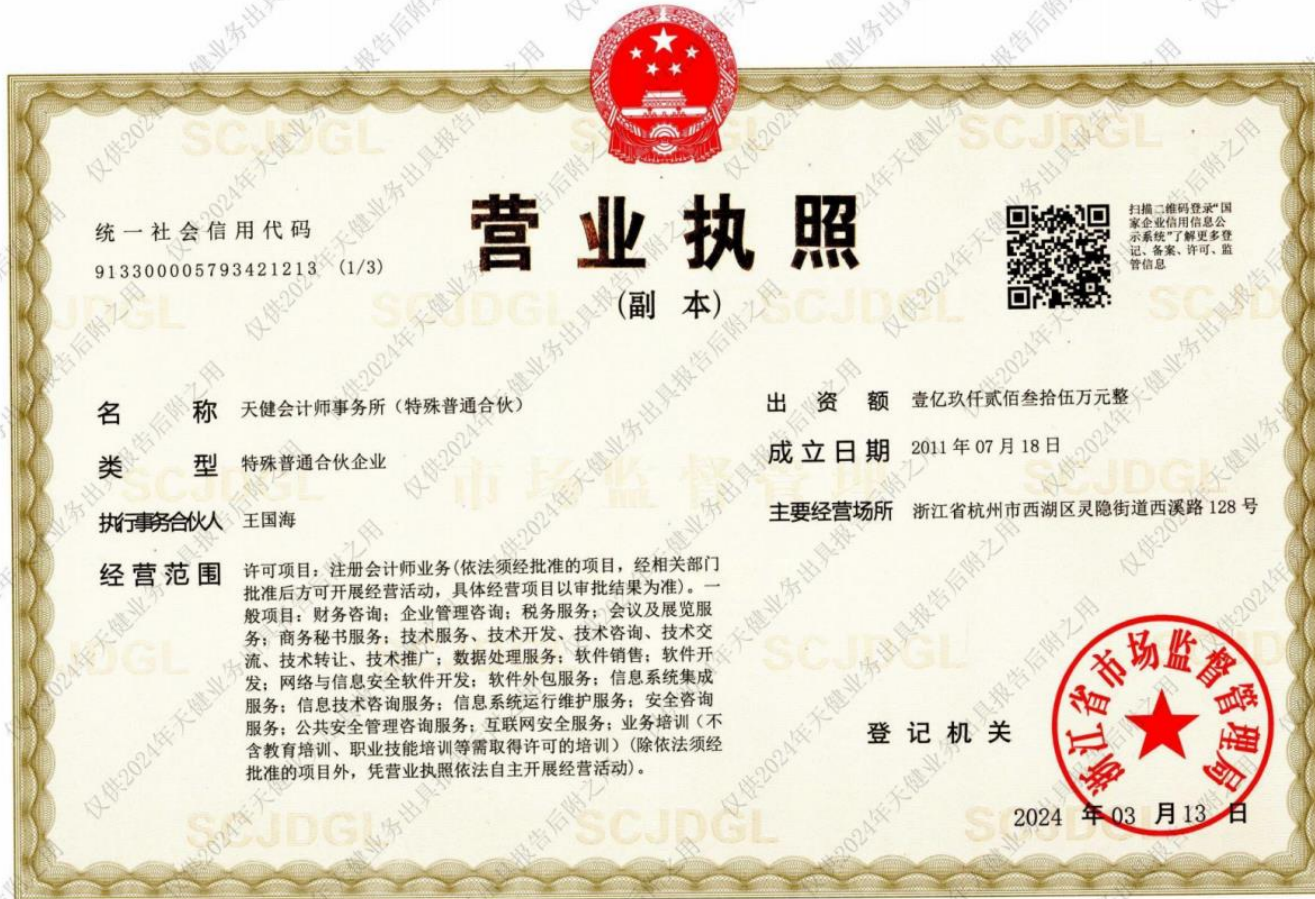 营业执照
(副 本)
统一社会信用代码
913300005793421213 (1/3)
扫描二维码登录“国
家企业信用信息公
示系统”了解更多登
记、备案、许可、监
管信息
名 称 天健会计师事务所（特殊普通合伙）
类 型 特殊普通合伙企业
执行事务合伙人 王国海
经营范围 许可项目：注册会计师业务(依法须经批准的项目，经相关部门
批准后方可开展经营活动，具体经营项目以审批结果为准)。一
般项目：财务咨询；企业管理咨询；税务服务；会议及展览服
务；商务秘书服务；技术服务、技术开发、技术咨询、技术交
流、技术转让、技术推广；数据处理服务；软件销售；软件开
发；网络与信息安全软件开发；软件外包服务；信息系统集成
服务；信息技术咨询服务；信息系统运行维护服务；安全咨询
服务；公共安全管理咨询服务；互联网安全服务；业务培训（不
含教育培训、职业技能培训等需取得许可的培训）(除依法须经
批准的项目外，凭营业执照依法自主开展经营活动)。
出 资 额 壹亿玖仟贰佰叁拾伍万元整
成立日期 2011 年 07 月 18 日
主要经营场所 浙江省杭州市西湖区灵隐街道西溪路 128 号
登记机关
浙江省市场监督管理局
2024 年 03 月 13 日
SCJDGL
市场监督管理
仅供2024年天健业务出具报告后附之用